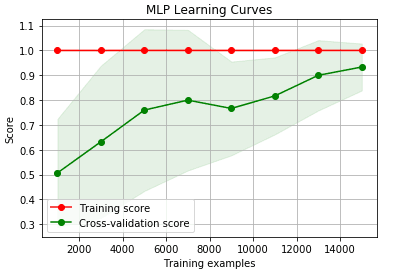 MLP Learning Curves
1.1
1.0
0.9
0.8
0.7
0.6
0.5
0.4
0.3
Score
Training score
Cross-validation score
2000 4000 6000 8000 10000 12000 14000
Training examples